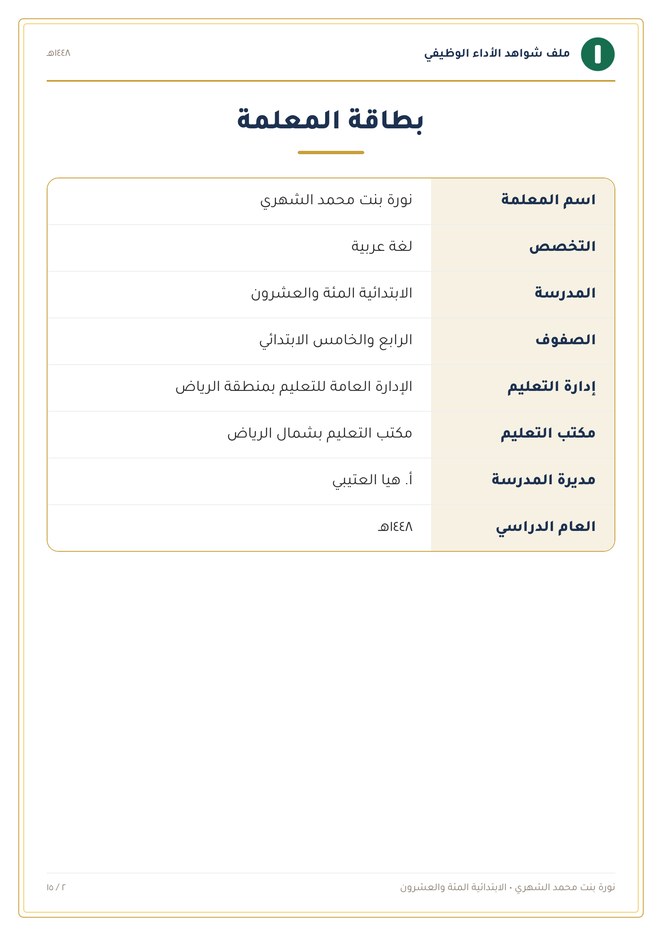 ١
ملف شواهد الأداء الوظيفي
١٤٤٨هـ
بطاقة المعلمة
اسم المعلمة نورة بنت محمد الشهري
التخصص لغة عربية
المدرسة الابتدائية المئة والعشرون
الصفوف الرابع والخامس الابتدائي
إدارة التعليم الإدارة العامة للتعليم بمنطقة الرياض
مكتب التعليم مكتب التعليم بشمال الرياض
مديرة المدرسة أ. هيا العتيبي
العام الدراسي ١٤٤٨هـ
نورة بنت محمد الشهري • الابتدائية المئة والعشرون
٢ / ١٥